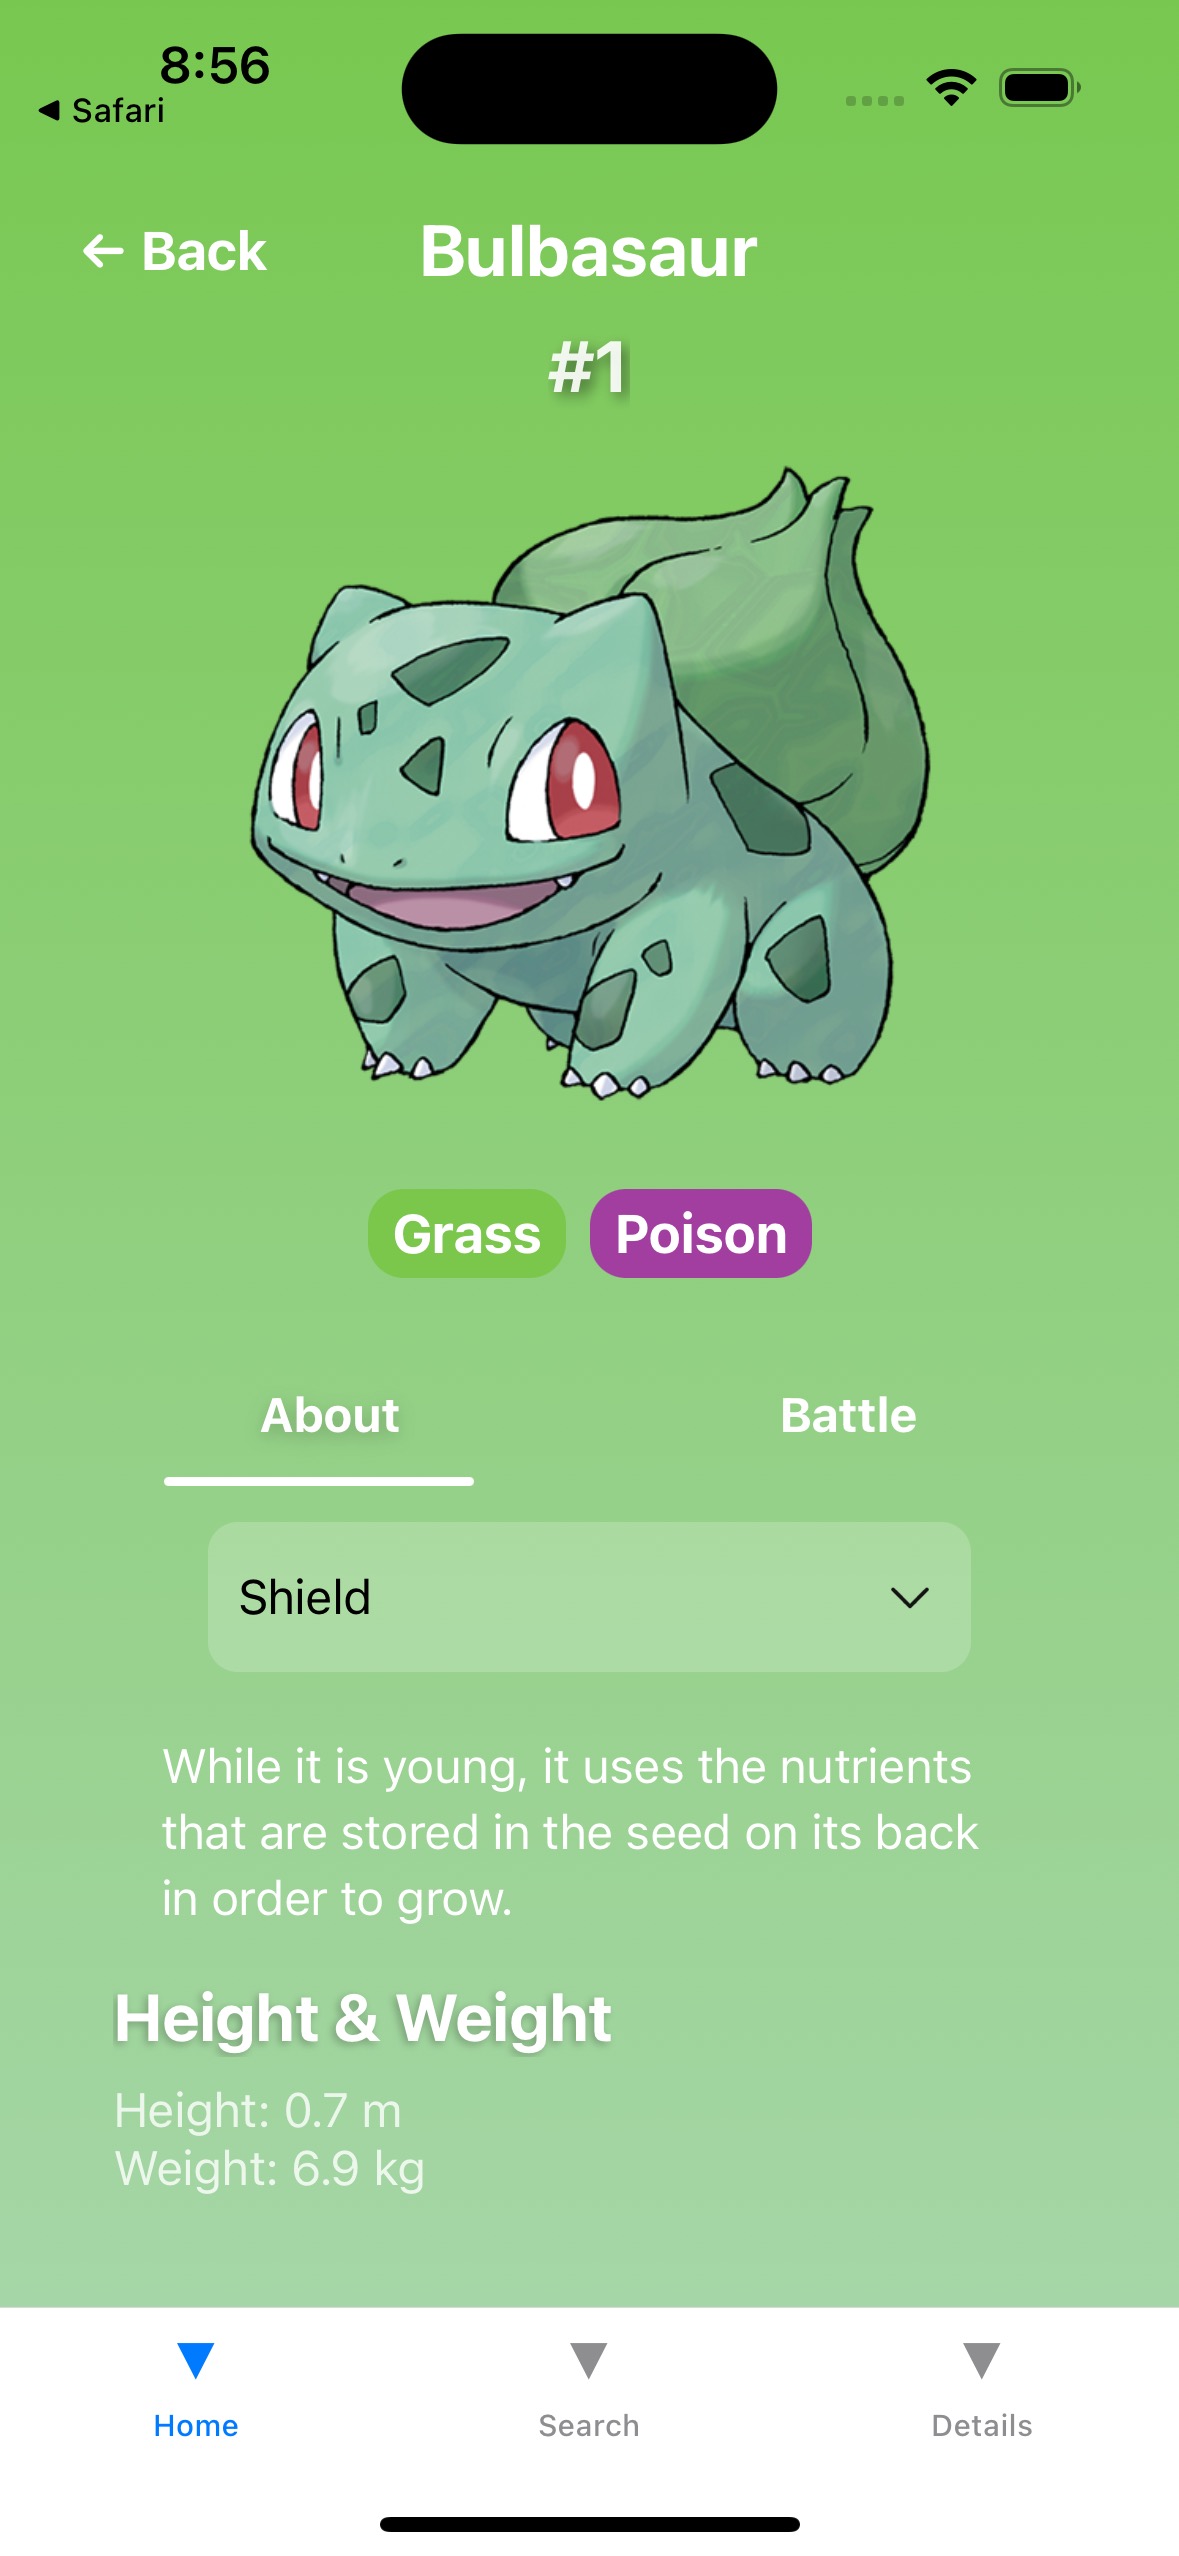 8:56
Safari
Back
Bulbasaur
#1
Grass Poison
About Battle
Shield
While it is young, it uses the nutrients
that are stored in the seed on its back
in order to grow.
Height & Weight
Height: 0.7 m
Weight: 6.9 kg
Home Search Details